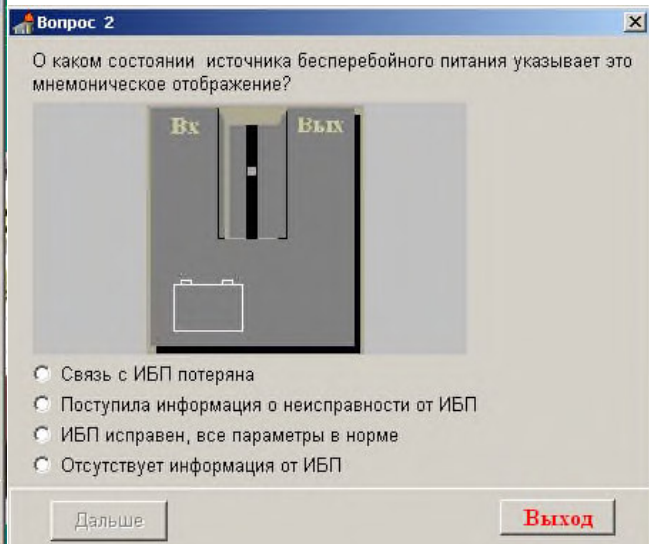 Вопрос 2
О каком состоянии источника бесперебойного питания указывает это
мнемоническое отображение?
Вх Вых
Связь с ИБП потеряна
Поступила информация о неисправности от ИБП
ИБП исправен, все параметры в норме
Отсутствует информация от ИБП
Дальше Выход